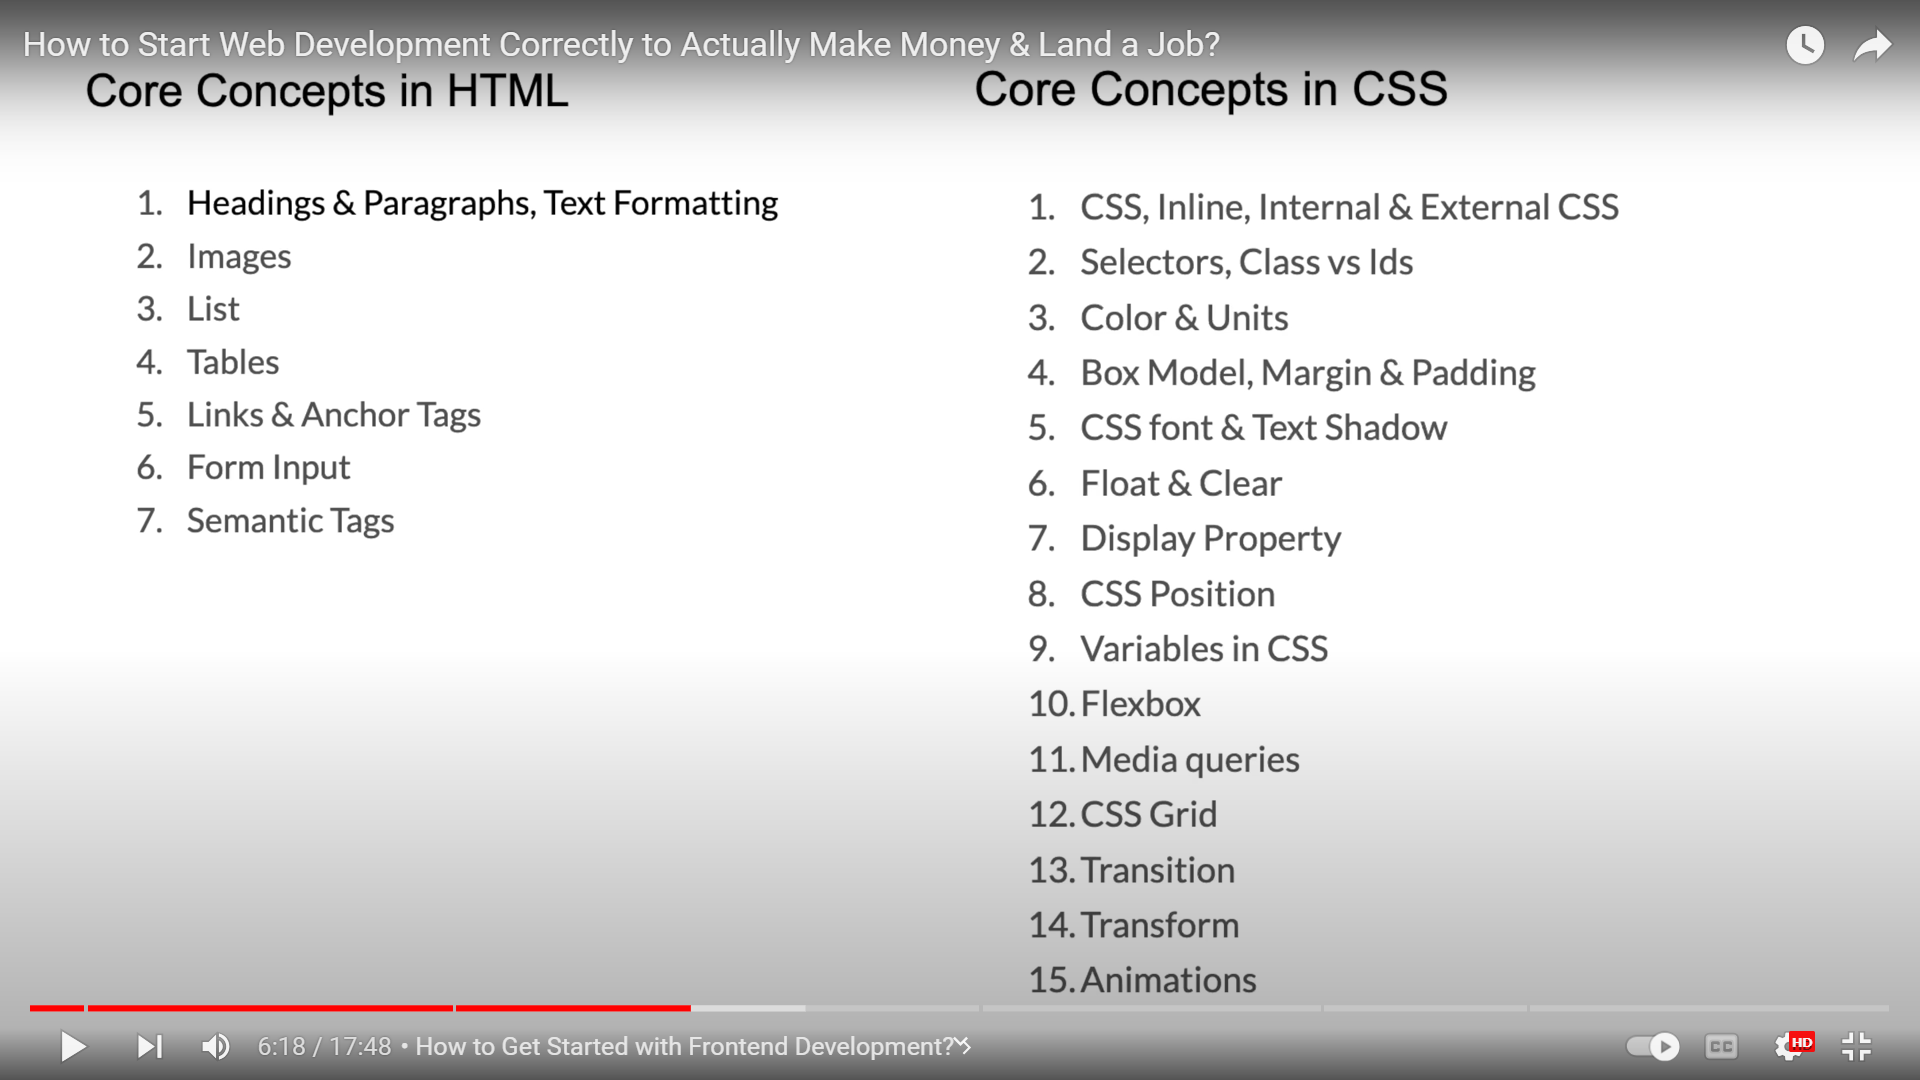 How to Start Web Development Correctly to Actually Make Money & Land a Job?
Core Concepts in HTML
1. Headings & Paragraphs, Text Formatting
2. Images
3. List
4. Tables
5. Links & Anchor Tags
6. Form Input
7. Semantic Tags
Core Concepts in CSS
1. CSS, Inline, Internal & External CSS
2. Selectors, Class vs Ids
3. Color & Units
4. Box Model, Margin & Padding
5. CSS font & Text Shadow
6. Float & Clear
7. Display Property
8. CSS Position
9. Variables in CSS
10. Flexbox
11. Media queries
12. CSS Grid
13. Transition
14. Transform
15. Animations
6:18 / 17:48 • How to Get Started with Frontend Development?
CC
HD